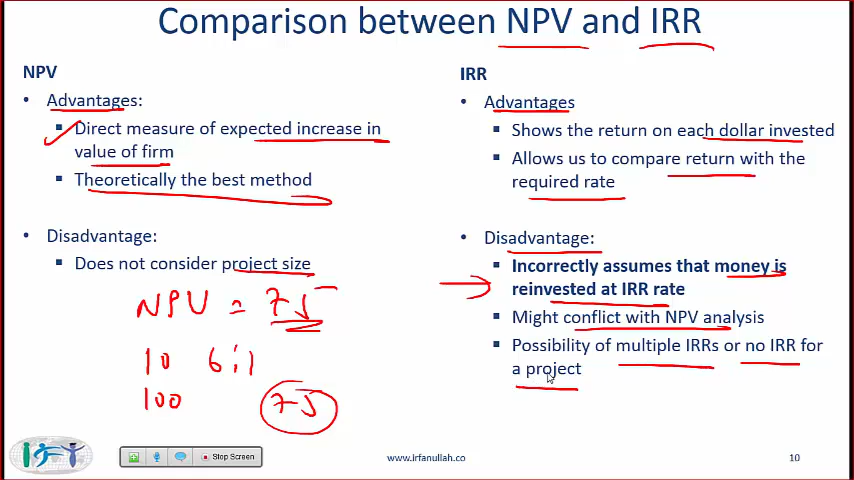 Comparison between NPV and IRR
NPV
• Advantages:
▪ Direct measure of expected increase in
value of firm
▪ Theoretically the best method
• Disadvantage:
▪ Does not consider project size
NPV = 75
10
100 75
IRR
• Advantages
▪ Shows the return on each dollar invested
▪ Allows us to compare return with the
required rate
• Disadvantage:
▪ Incorrectly assumes that money is
reinvested at IRR rate
▪ Might conflict with NPV analysis
▪ Possibility of multiple IRRs or no IRR for
a project
Stop Screen
www.irfanullah.co
10